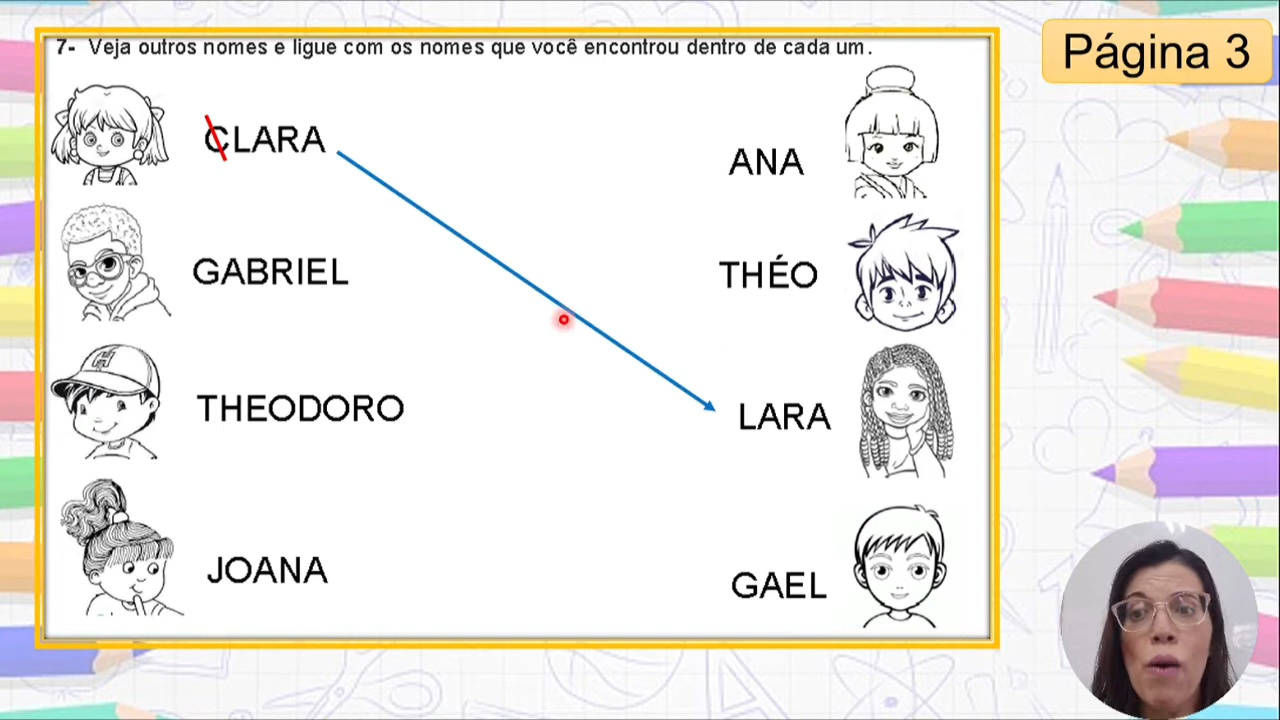 Página 3
7- Veja outros nomes e ligue com os nomes que você encontrou dentro de cada um.
CLARA
ANA
GABRIEL
THÉO
H
THEODORO
LARA
JOANA
GAEL